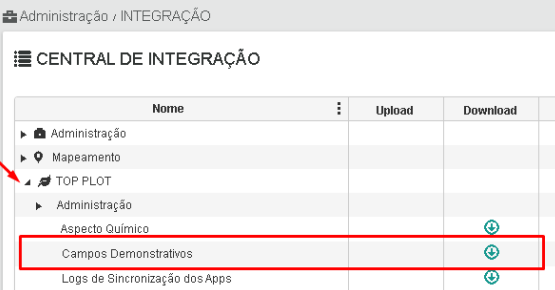 Administração / INTEGRAÇÃO
CENTRAL DE INTEGRAÇÃO
Nome Upload Download
Administração
Mapeamento
TOP PLOT
Administração
Aspecto Químico
Campos Demonstrativos
Logs de Sincronização dos Apps